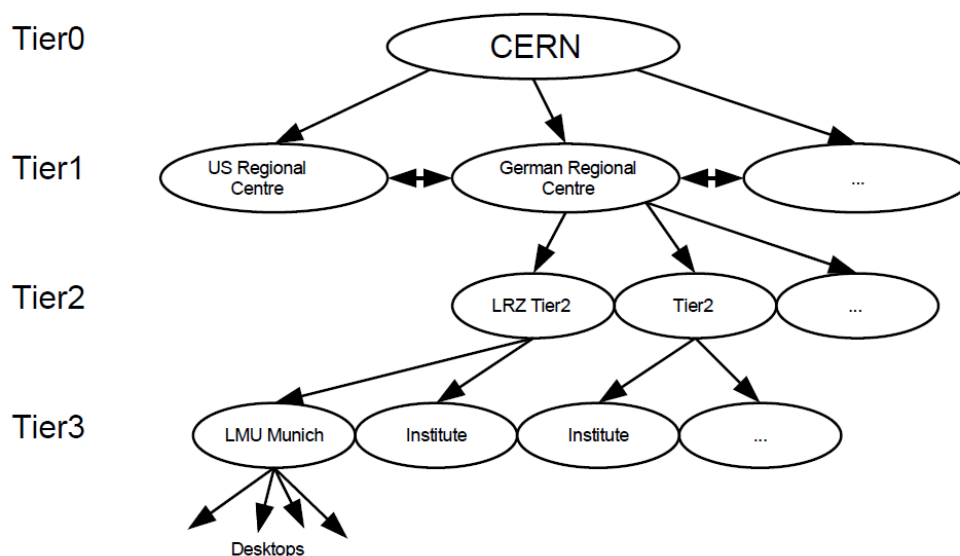 Tier0
CERN
Tier1
US Regional
Centre
German Regional
Centre
...
Tier2
LRZ Tier2
Tier2
...
Tier3
LMU Munich
Institute
Institute
...
Desktops